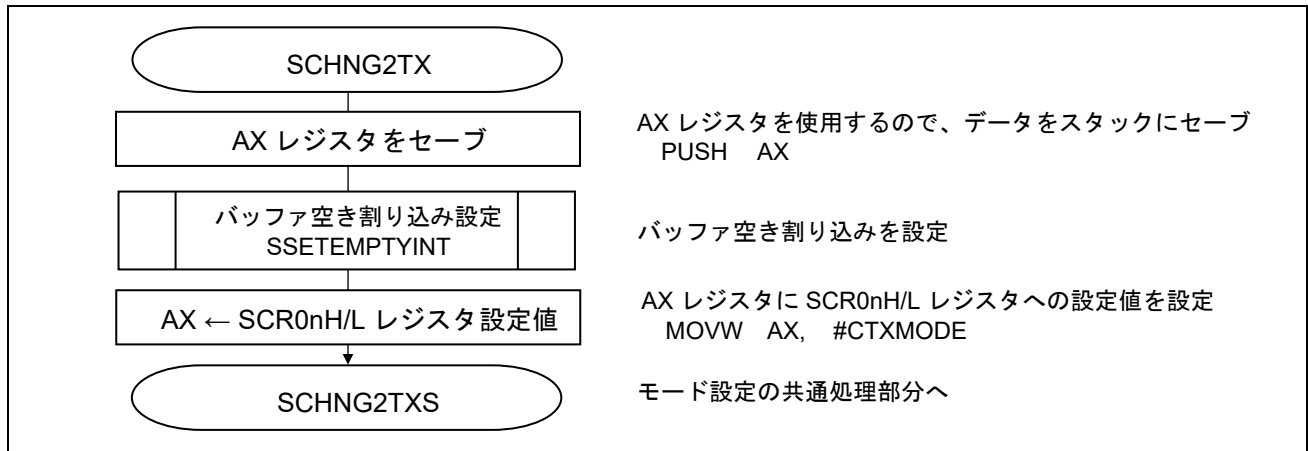 SCHNG2TX
AX レジスタをセーブ
AX レジスタを使用するので、データをスタックにセーブ
PUSH AX
バッファ空き割り込み設定
SSETEMPTYINT
バッファ空き割り込みを設定
AX ← SCR0nH/L レジスタ設定値
AX レジスタに SCR0nH/L レジスタへの設定値を設定
MOVW AX, #CTXMODE
SCHNG2TXS
モード設定の共通処理部分へ